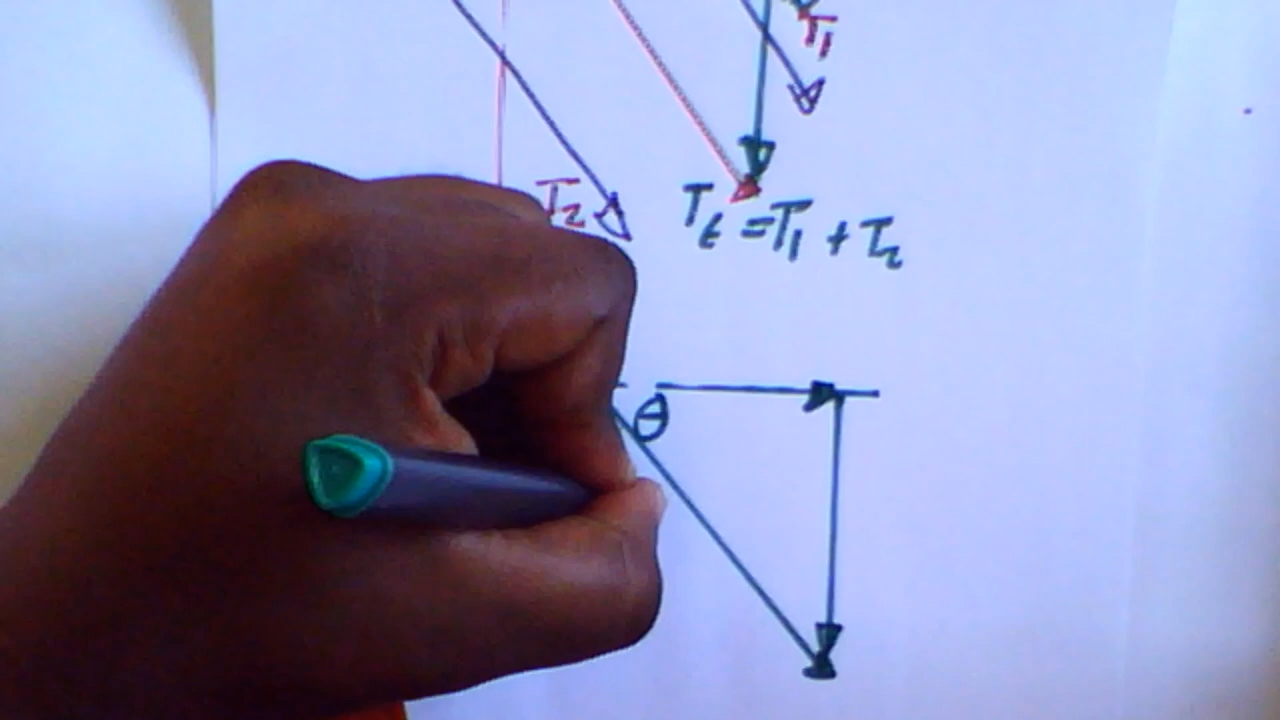 T₁
T₂
Tₜ = T₁ + T₂
θ